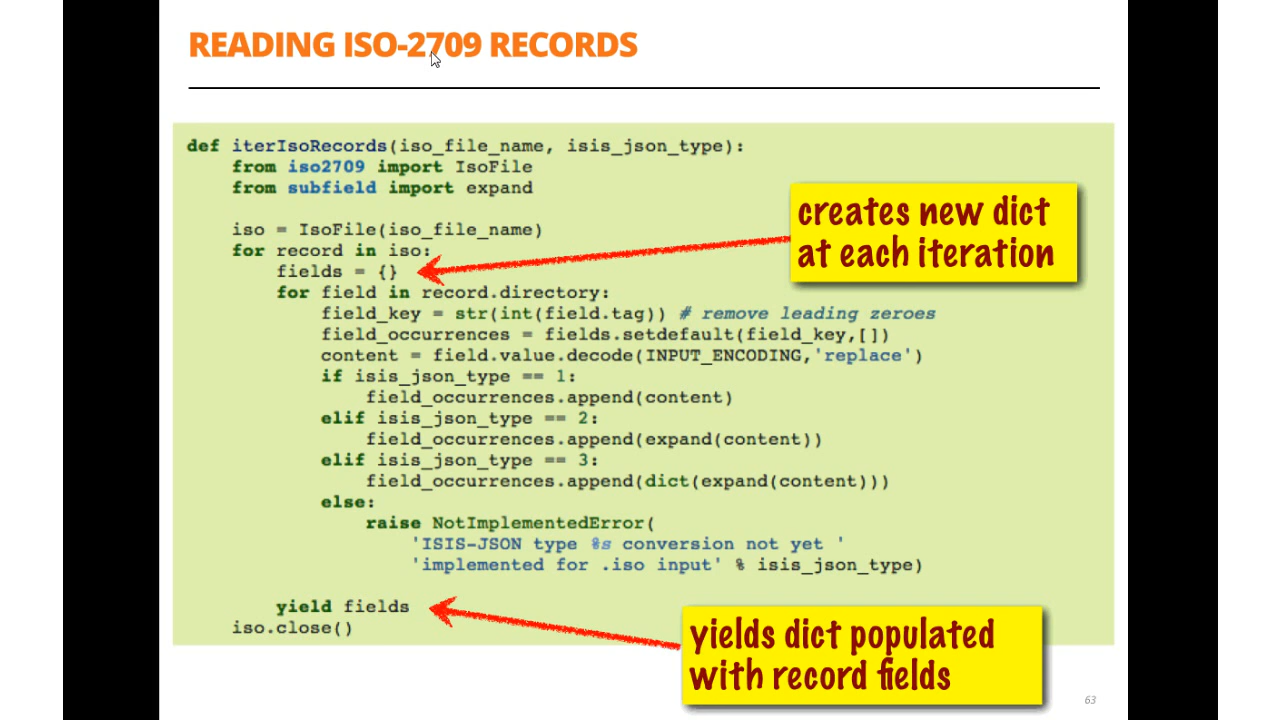 READING ISO-2709 RECORDS
def iterIsoRecords(iso_file_name, isis_json_type):
    from iso2709 import IsoFile
    from subfield import expand
    iso = IsoFile(iso_file_name)
    for record in iso:
        fields = {}
        for field in record.directory:
            field_key = str(int(field.tag)) # remove leading zeroes
            field_occurrences = fields.setdefault(field_key,[])
            content = field.value.decode(INPUT_ENCODING,'replace')
            if isis_json_type == 1:
                field_occurrences.append(content)
            elif isis_json_type == 2:
                field_occurrences.append(expand(content))
            elif isis_json_type == 3:
                field_occurrences.append(dict(expand(content)))
            else:
                raise NotImplementedError(
                    'ISIS-JSON type %s conversion not yet '
                    'implemented for .iso input' % isis_json_type)
        yield fields
    iso.close()
creates new dict
at each iteration
yields dict populated
with record fields
63